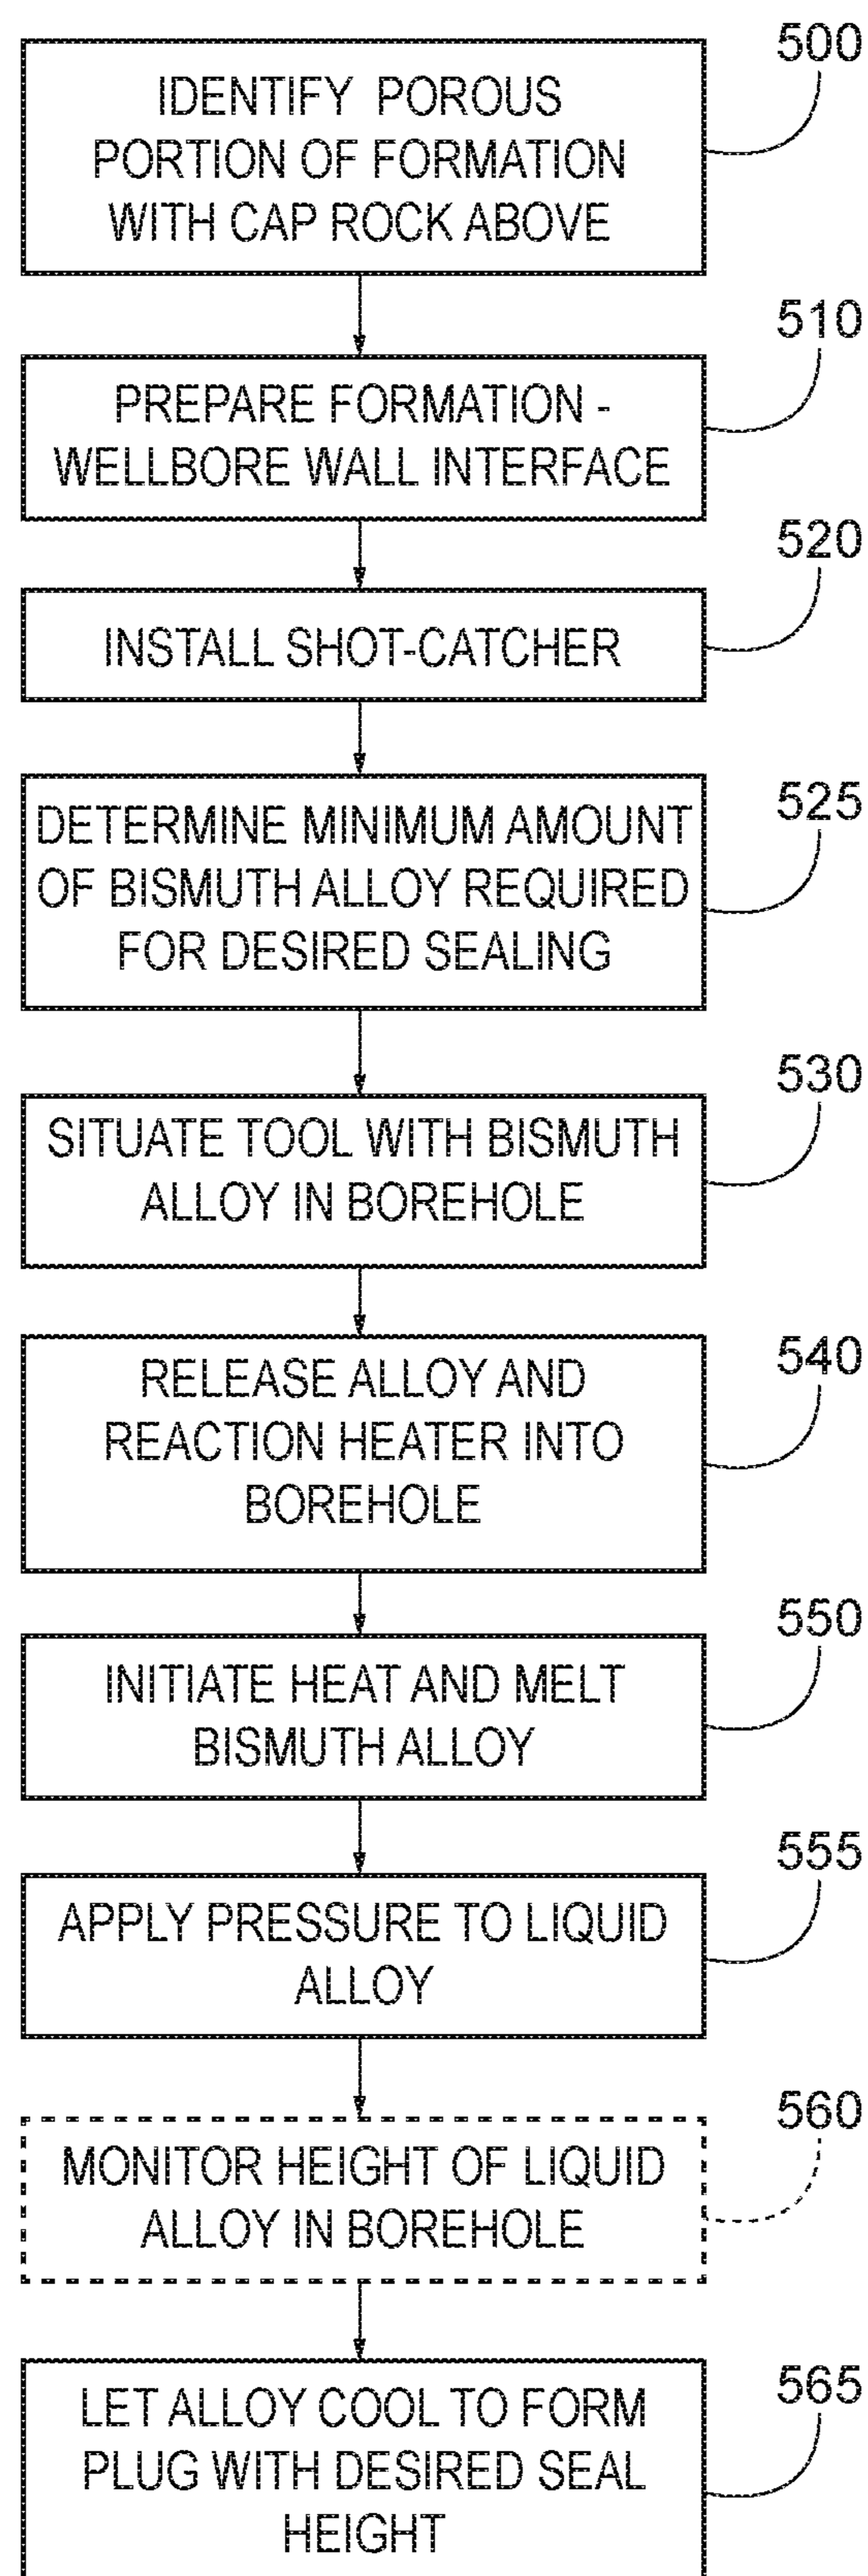 500
IDENTIFY POROUS
PORTION OF FORMATION
WITH CAP ROCK ABOVE
510
PREPARE FORMATION -
WELLBORE WALL INTERFACE
520
INSTALL SHOT-CATCHER
525
DETERMINE MINIMUM AMOUNT
OF BISMUTH ALLOY REQUIRED
FOR DESIRED SEALING
530
SITUATE TOOL WITH BISMUTH
ALLOY IN BOREHOLE
540
RELEASE ALLOY AND
REACTION HEATER INTO
BOREHOLE
550
INITIATE HEAT AND MELT
BISMUTH ALLOY
555
APPLY PRESSURE TO LIQUID
ALLOY
560
MONITOR HEIGHT OF LIQUID
ALLOY IN BOREHOLE
565
LET ALLOY COOL TO FORM
PLUG WITH DESIRED SEAL
HEIGHT